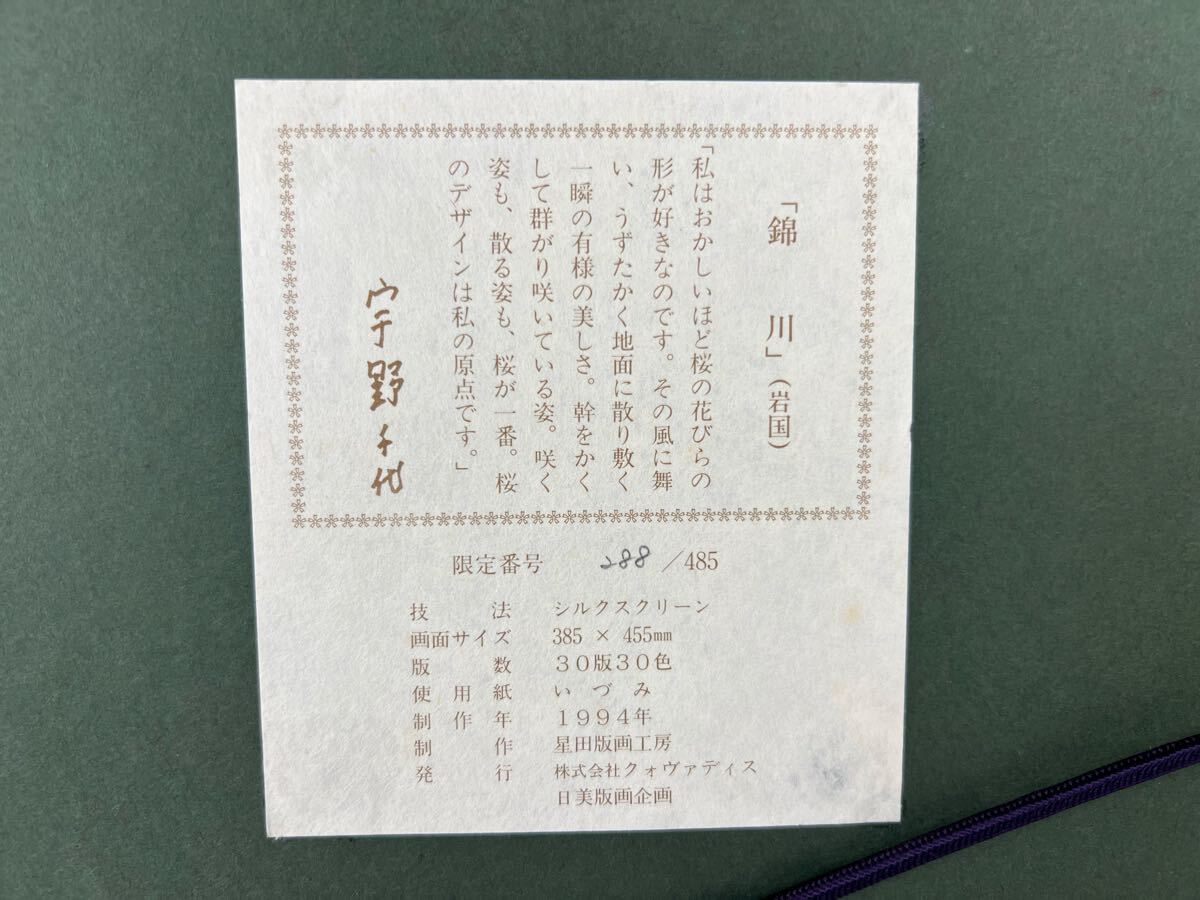 「錦　川」（岩国）
「私はおかしいほど桜の花びらの
形が好きなのです。その風に舞
い、うずたかく地面に散り敷く
一瞬の有様の美しさ。幹をかく
して群がり咲いている姿。咲く
姿も、散る姿も、桜が一番。桜
のデザインは私の原点です。」
宇野千代
限定番号　288／485
技法　シルクスクリーン
画面サイズ　385 × 455㎜
版数　30版30色
使用紙　いづみ
制作年　1994年
制作　星田版画工房
発行　株式会社クォヴァディス
日美版画企画